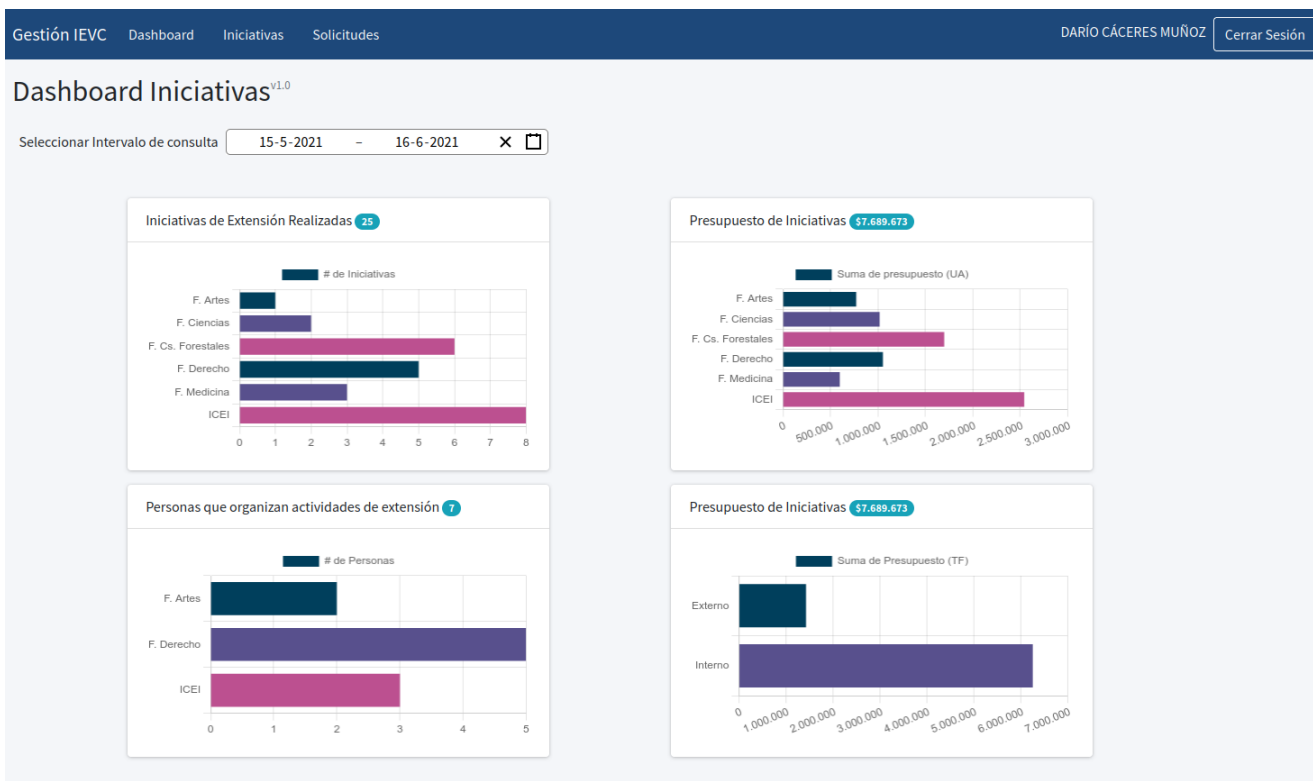 Gestión IEVC Dashboard Iniciativas Solicitudes DARÍO CÁCERES MUÑOZ Cerrar Sesión
Dashboard Iniciativas v1.0
Seleccionar Intervalo de consulta 15-5-2021 – 16-6-2021
Iniciativas de Extensión Realizadas 25
# de Iniciativas
F. Artes
F. Ciencias
F. Cs. Forestales
F. Derecho
F. Medicina
ICEI
0 1 2 3 4 5 6 7 8
Presupuesto de Iniciativas $7.689.673
Suma de presupuesto (UA)
F. Artes
F. Ciencias
F. Cs. Forestales
F. Derecho
F. Medicina
ICEI
0 500.000 1.000.000 1.500.000 2.000.000 2.500.000 3.000.000
Personas que organizan actividades de extensión 7
# de Personas
F. Artes
F. Derecho
ICEI
0 1 2 3 4 5
Presupuesto de Iniciativas $7.689.673
Suma de Presupuesto (TF)
Externo
Interno
0 1.000.000 2.000.000 3.000.000 4.000.000 5.000.000 6.000.000 7.000.000